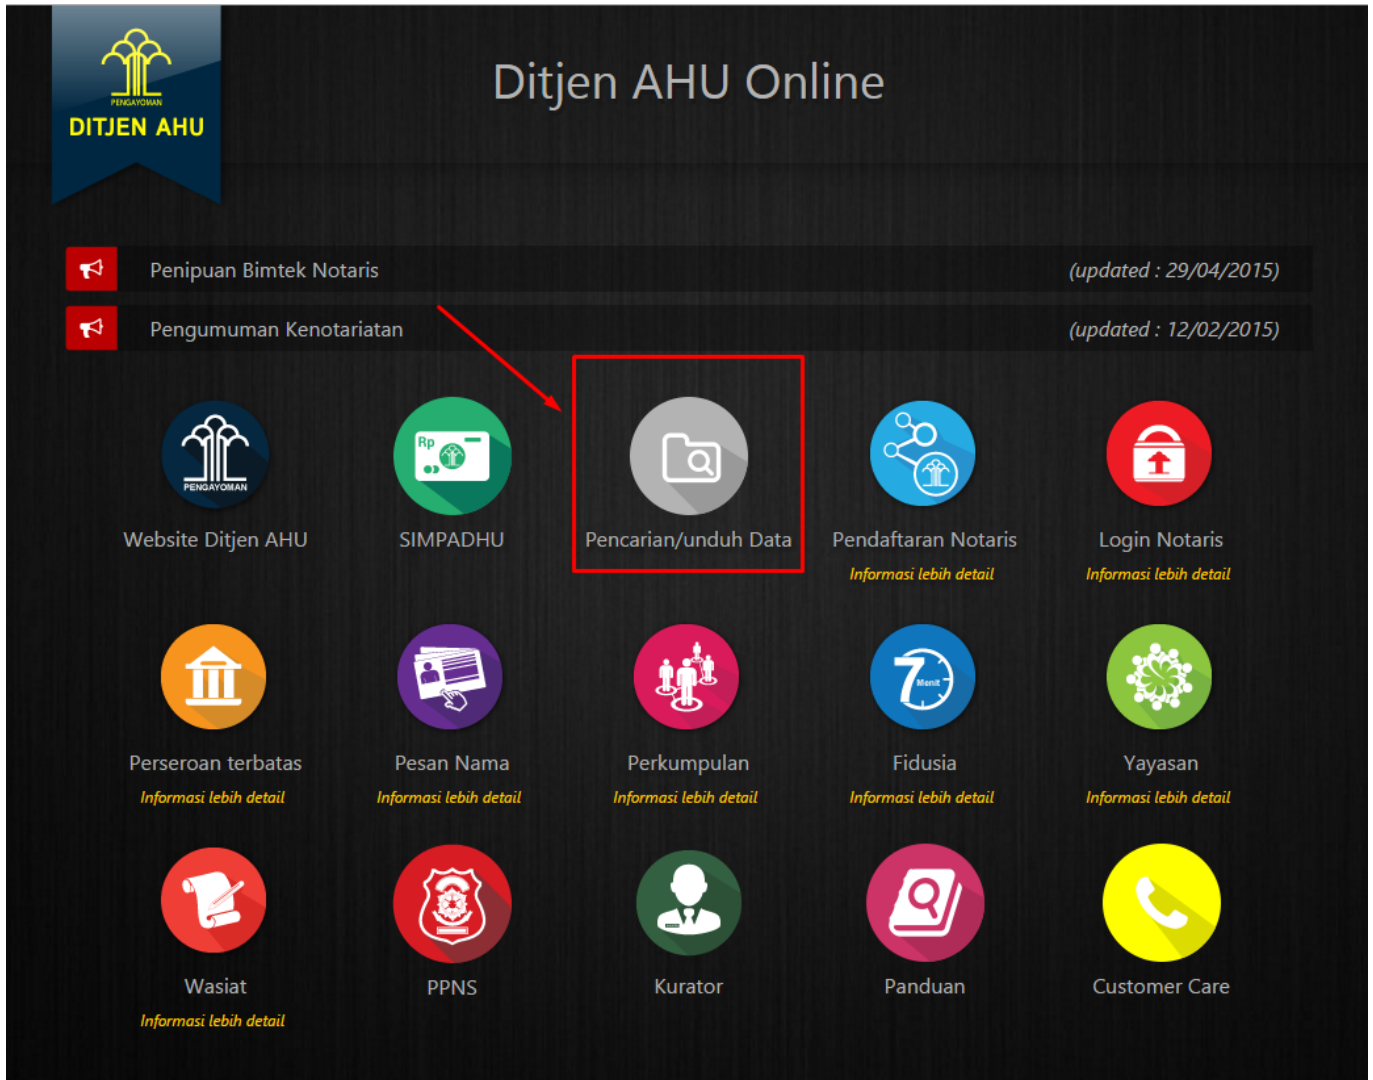 PENGAYOMAN
DITJEN AHU
Ditjen AHU Online
Penipuan Bimtek Notaris (updated : 29/04/2015)
Pengumuman Kenotariatan (updated : 12/02/2015)
PENGAYOMAN
Rp
Website Ditjen AHU SIMPADHU Pencarian/unduh Data Pendaftaran Notaris Login Notaris
Informasi lebih detail Informasi lebih detail
7 Menit
Perseroan terbatas Pesan Nama Perkumpulan Fidusia Yayasan
Informasi lebih detail Informasi lebih detail Informasi lebih detail Informasi lebih detail Informasi lebih detail
Wasiat PPNS Kurator Panduan Customer Care
Informasi lebih detail